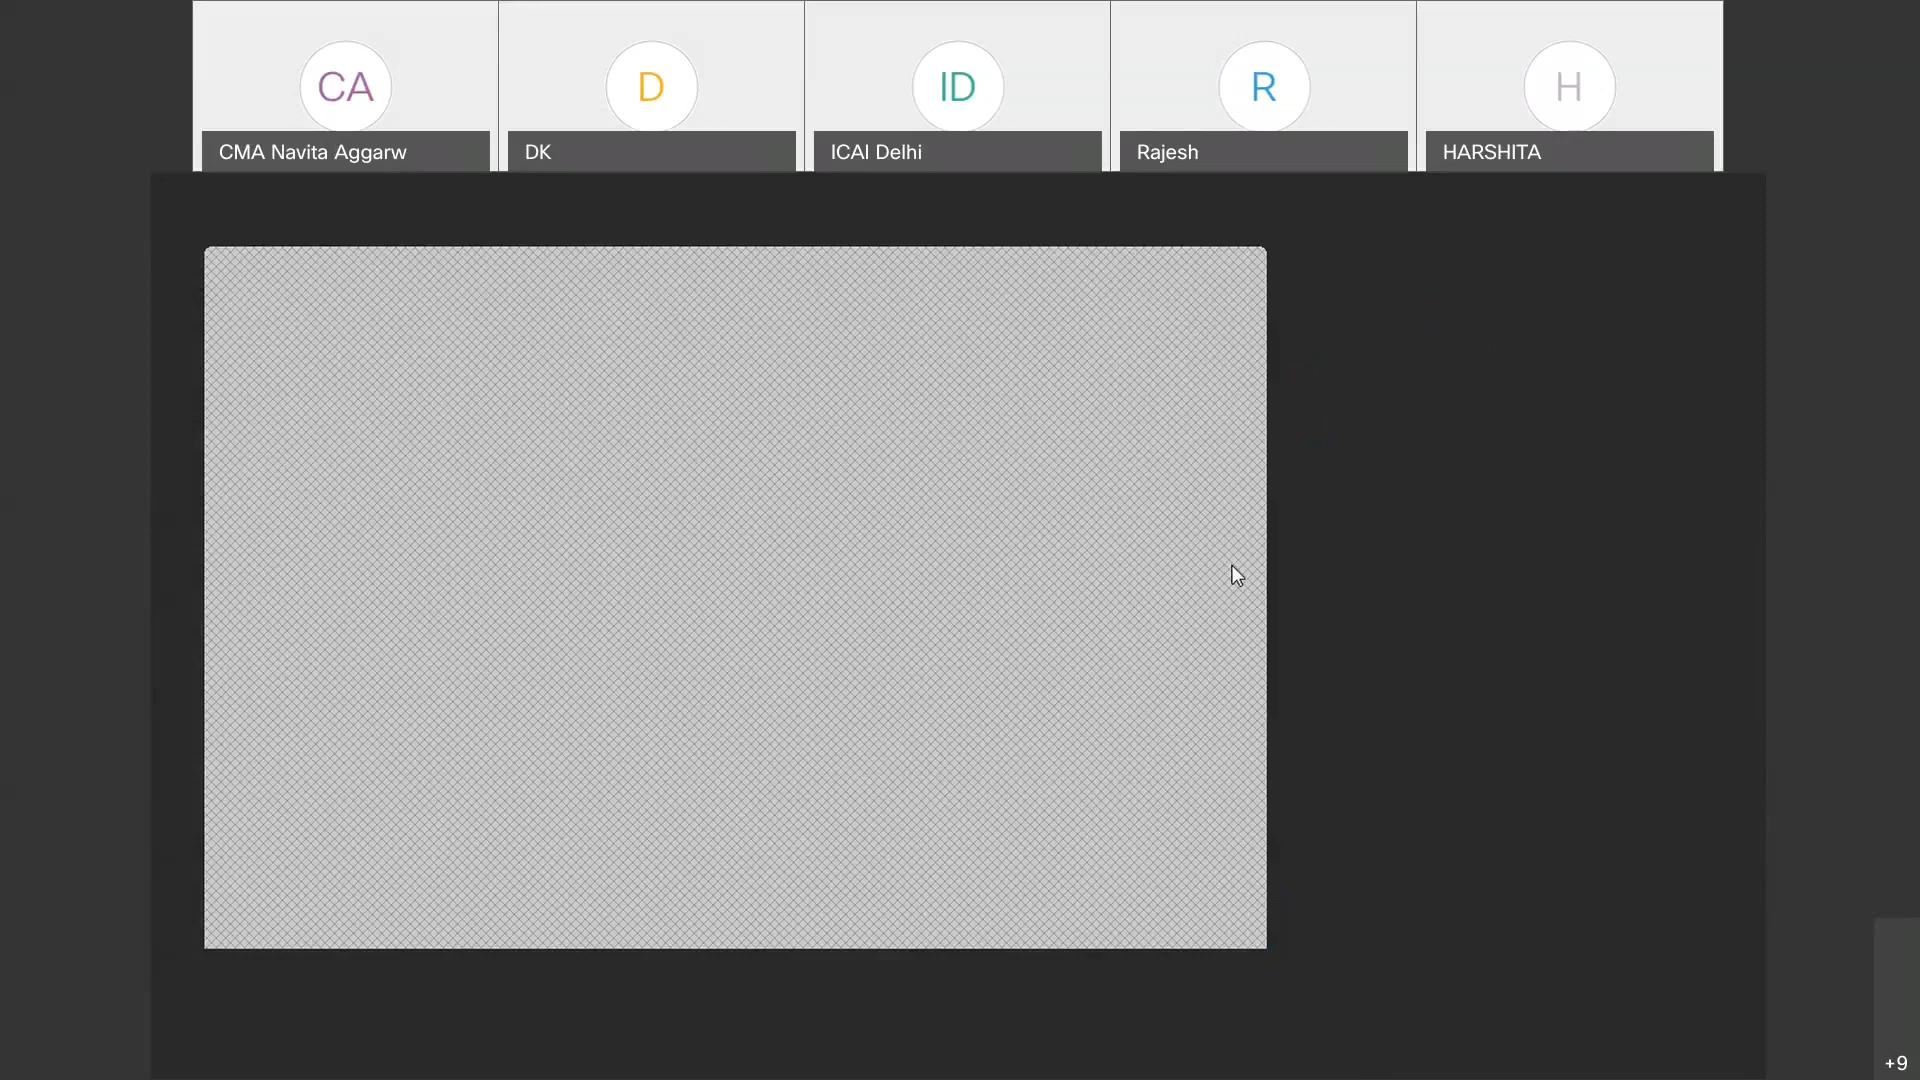 CA
CMA Navita Aggarw
D
DK
ID
ICAI Delhi
R
Rajesh
H
HARSHITA
+9